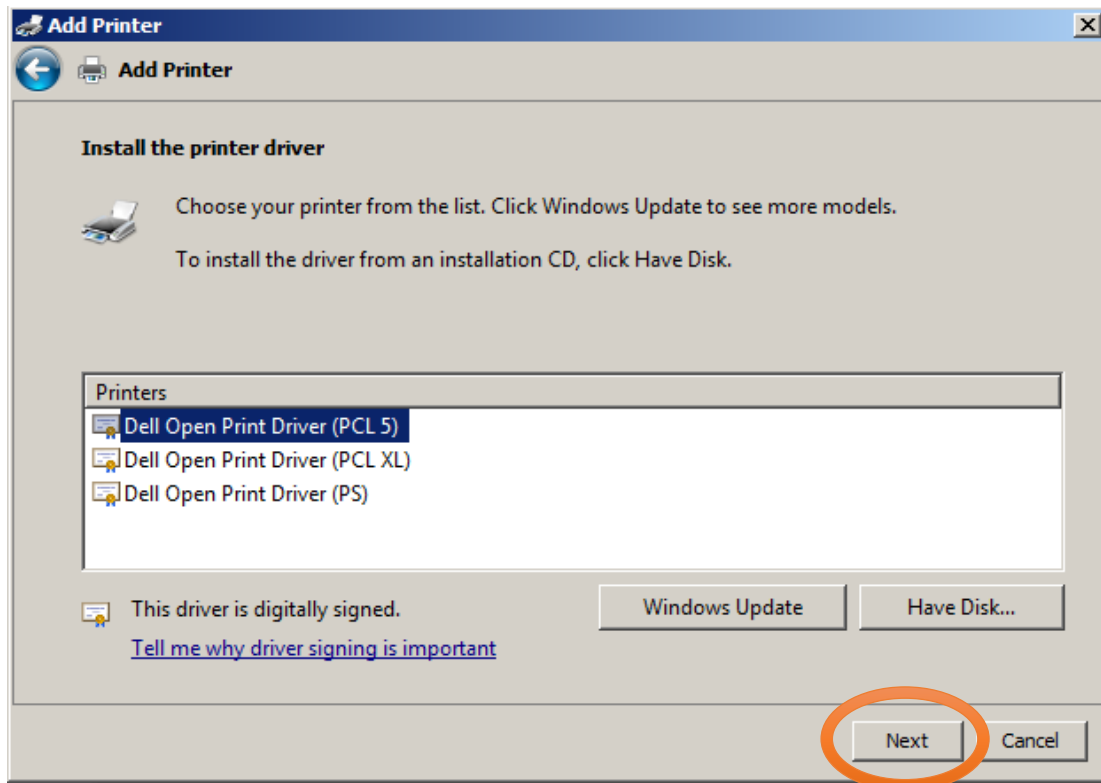 Add Printer
Add Printer
Install the printer driver
Choose your printer from the list. Click Windows Update to see more models.
To install the driver from an installation CD, click Have Disk.
Printers
Dell Open Print Driver (PCL 5)
Dell Open Print Driver (PCL XL)
Dell Open Print Driver (PS)
This driver is digitally signed.
Windows Update
Have Disk...
Tell me why driver signing is important
Next
Cancel